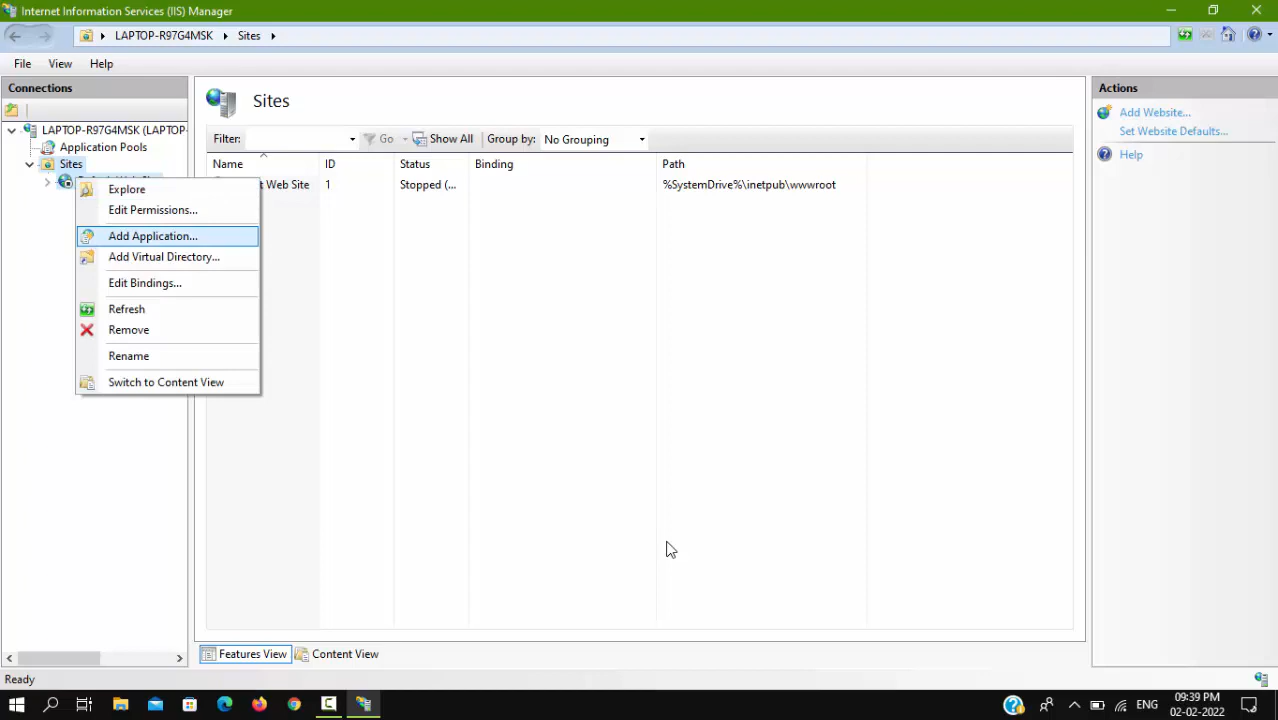 Internet Information Services (IIS) Manager
LAPTOP-R97G4MSK Sites
File View Help
Connections
LAPTOP-R97G4MSK (LAPTOP-
Application Pools
Sites
Explore
Edit Permissions...
Add Application...
Add Virtual Directory...
Edit Bindings...
Refresh
Remove
Rename
Switch to Content View
Sites
Filter: Go Show All Group by: No Grouping
Name ID Status Binding Path
t Web Site 1 Stopped (... %SystemDrive%\inetpub\wwwroot
Features View Content View
Actions
Add Website...
Set Website Defaults...
Help
Ready
ENG
09:39 PM
02-02-2022